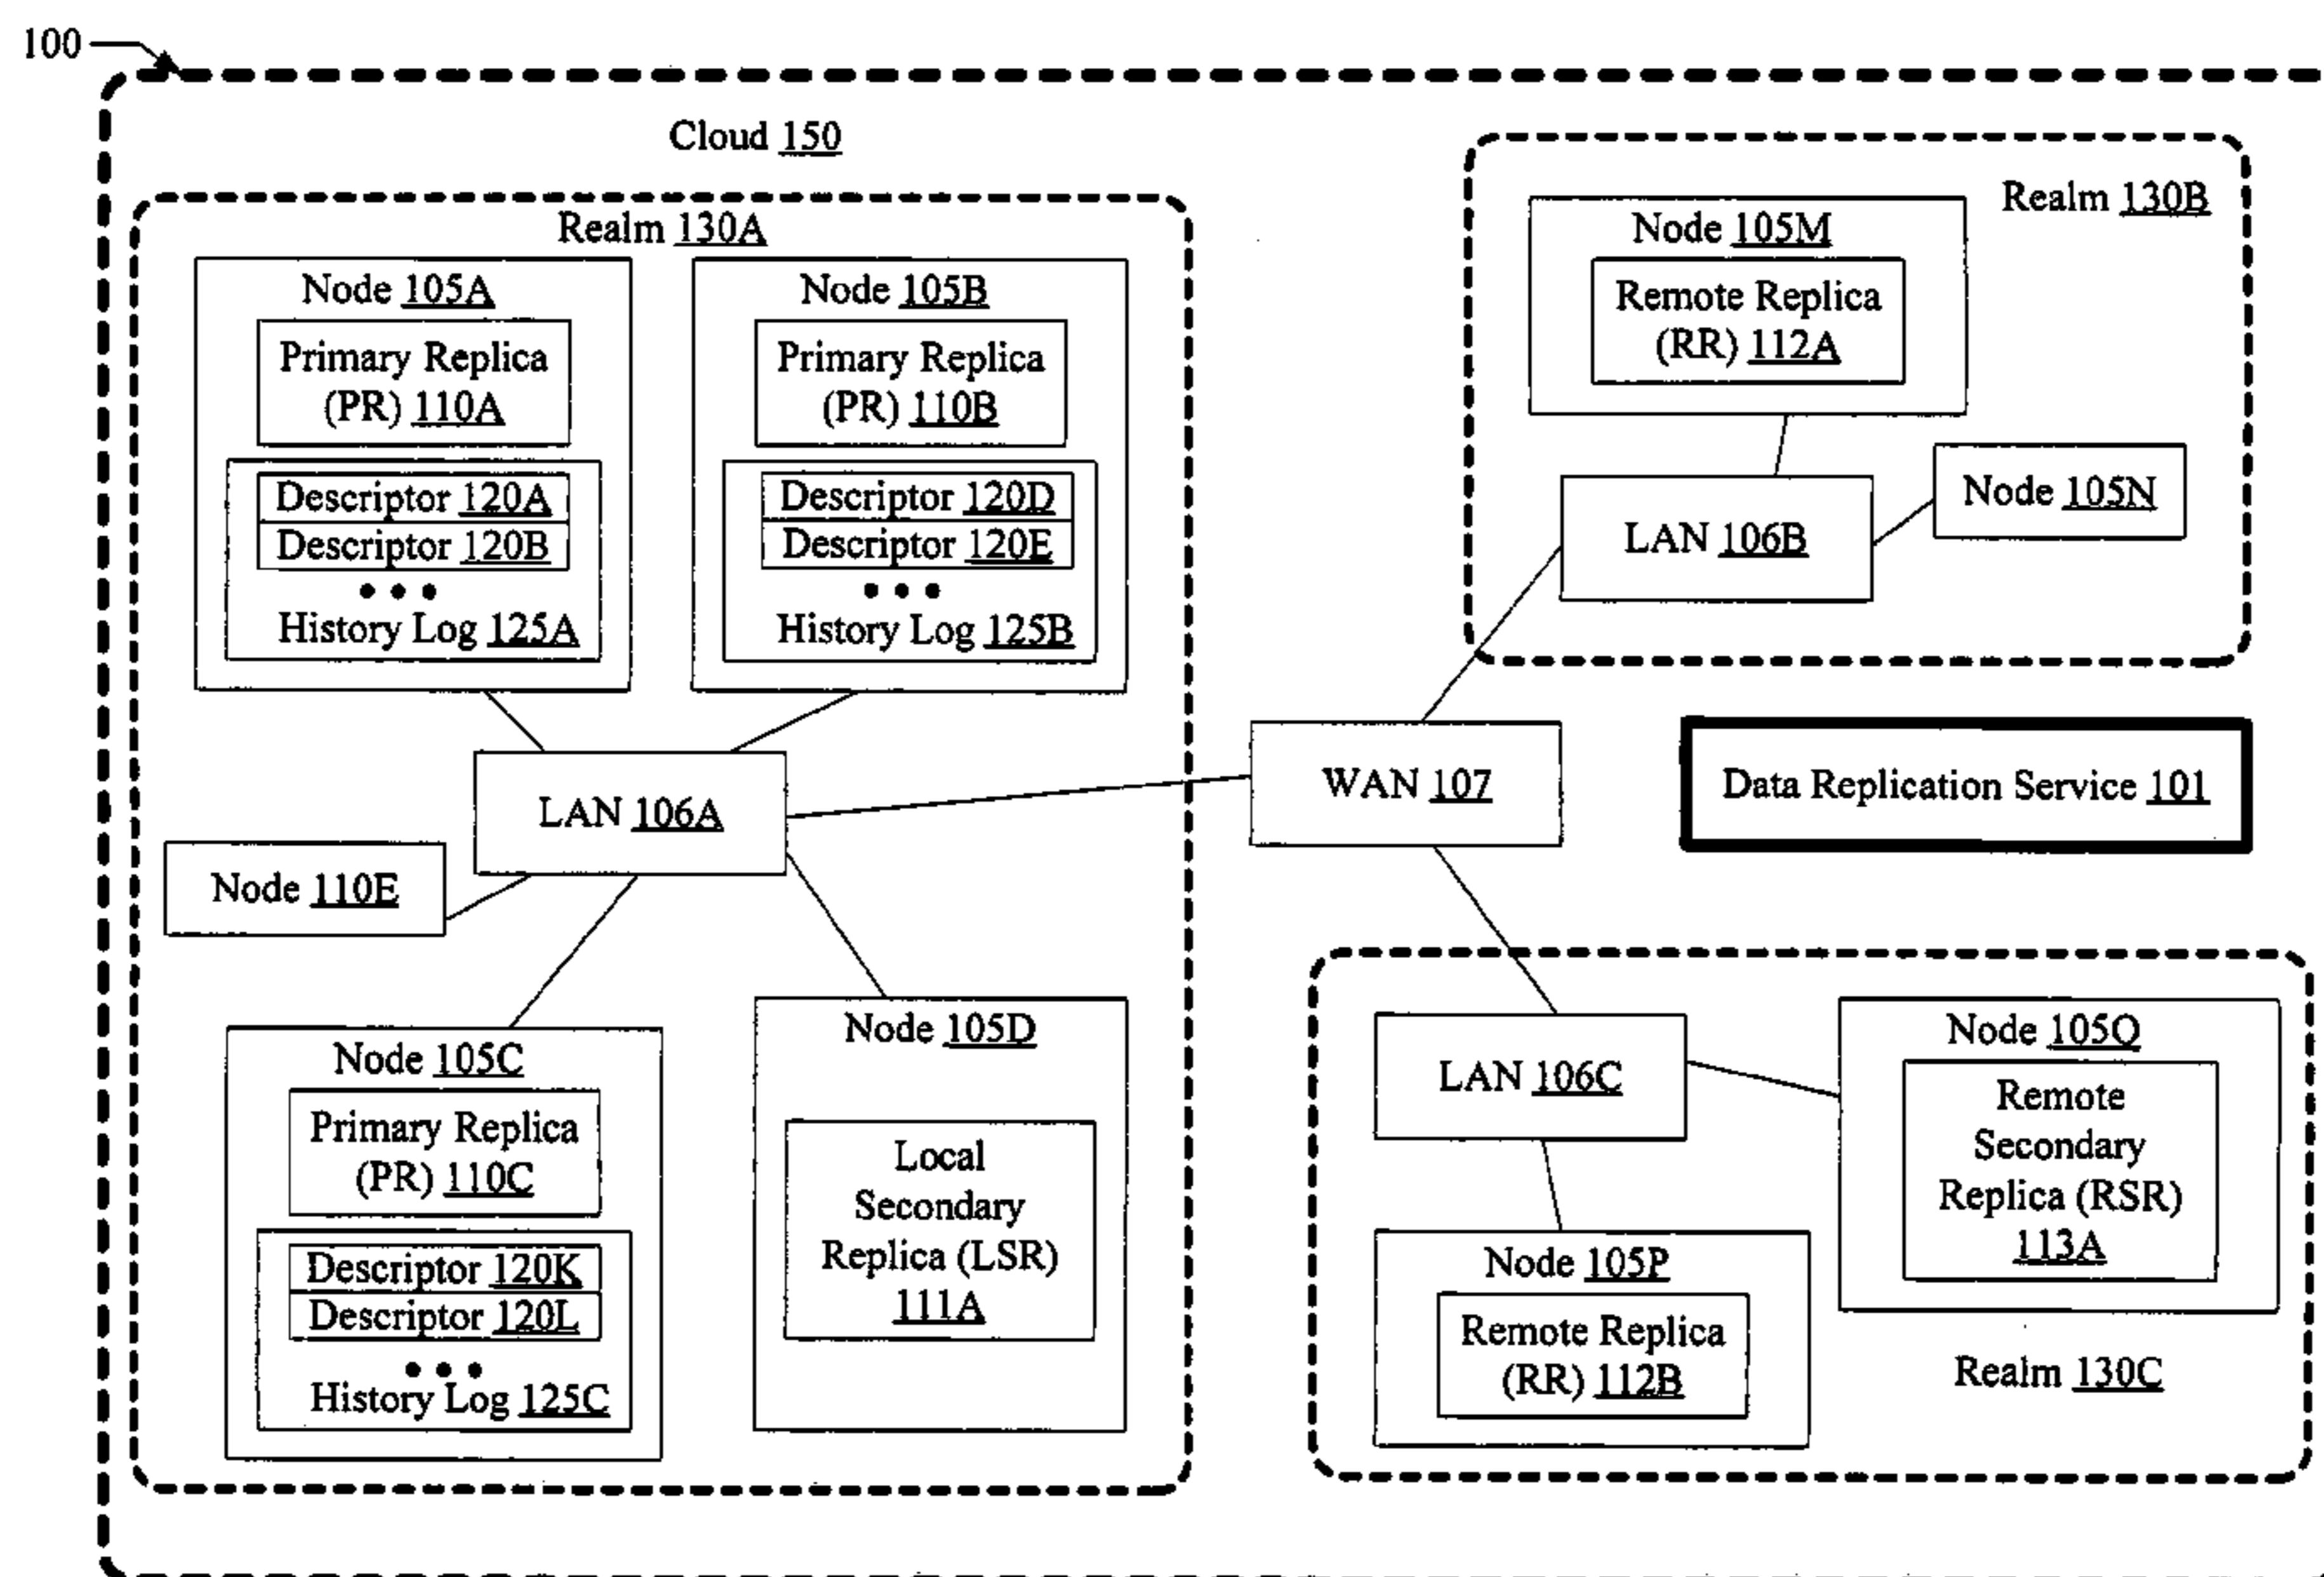 100
Cloud 150
Realm 130A
Node 105A
Primary Replica
(PR) 110A
Descriptor 120A
Descriptor 120B
• • •
History Log 125A
Node 105B
Primary Replica
(PR) 110B
Descriptor 120D
Descriptor 120E
• • •
History Log 125B
LAN 106A
Node 110E
Node 105C
Primary Replica
(PR) 110C
Descriptor 120K
Descriptor 120L
• • •
History Log 125C
Node 105D
Local
Secondary
Replica (LSR)
111A
WAN 107
Realm 130B
Node 105M
Remote Replica
(RR) 112A
LAN 106B
Node 105N
Data Replication Service 101
LAN 106C
Node 105Q
Remote
Secondary
Replica (RSR)
113A
Node 105P
Remote Replica
(RR) 112B
Realm 130C